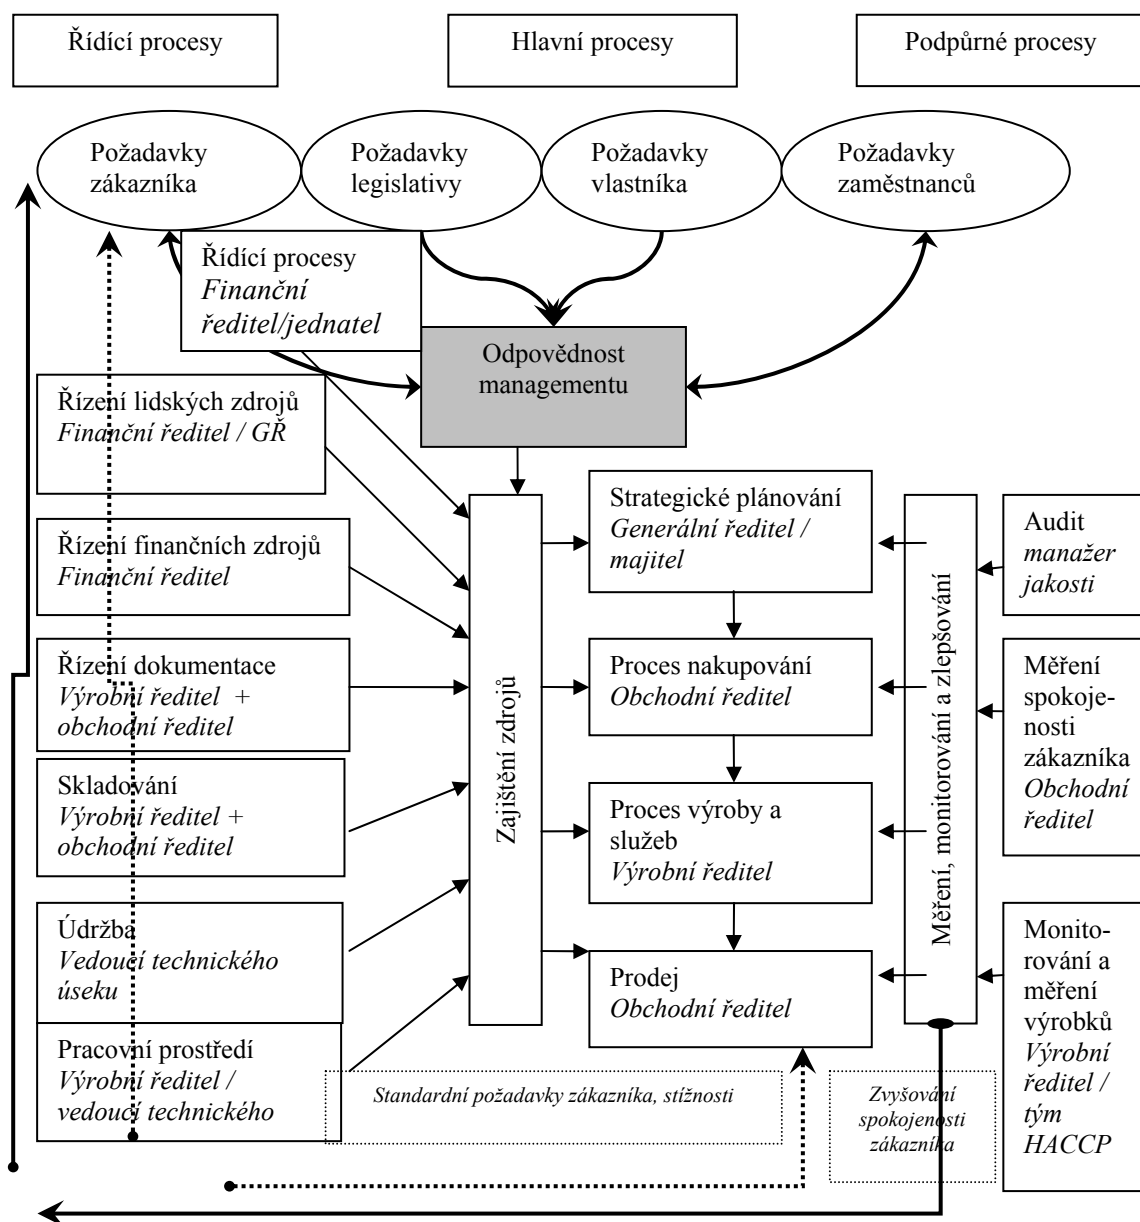 Řídící procesy
Hlavní procesy
Podpůrné procesy
Požadavky
zákazníka
Požadavky
legislativy
Požadavky
vlastníka
Požadavky
zaměstnanců
Řídící procesy
Finanční
ředitel/jednatel
Odpovědnost
managementu
Řízení lidských zdrojů
Finanční ředitel / GŘ
Řízení finančních zdrojů
Finanční ředitel
Řízení dokumentace
Výrobní ředitel +
obchodní ředitel
Skladování
Výrobní ředitel +
obchodní ředitel
Údržba
Vedoucí technického
úseku
Pracovní prostředí
Výrobní ředitel /
vedoucí technického
Zajištění zdrojů
Strategické plánování
Generální ředitel /
majitel
Proces nakupování
Obchodní ředitel
Proces výroby a
služeb
Výrobní ředitel
Prodej
Obchodní ředitel
Měření, monitorování a zlepšování
Audit
manažer
jakosti
Měření
spokoje-
nosti
zákazníka
Obchodní
ředitel
Monito-
rování a
měření
výrobků
Výrobní
ředitel /
tým
HACCP
Standardní požadavky zákazníka, stížnosti
Zvyšování
spokojenosti
zákazníka